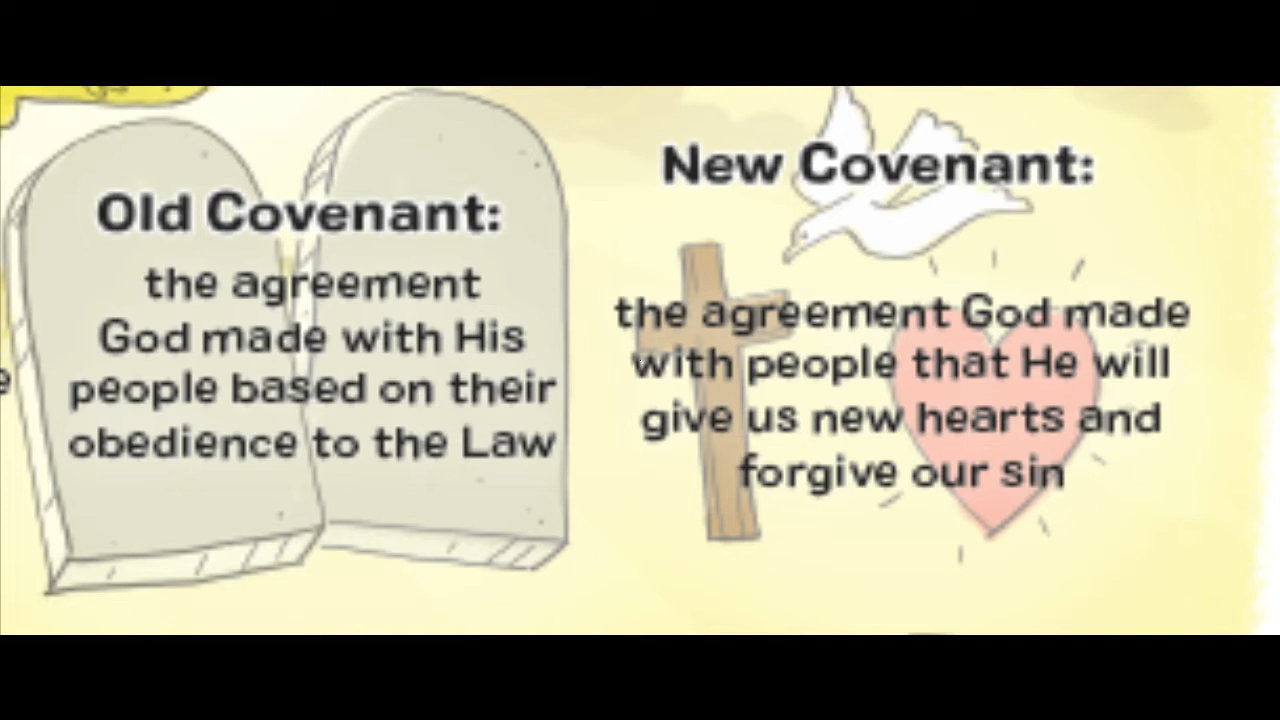 Old Covenant:
the agreement
God made with His
people based on their
obedience to the Law
New Covenant:
the agreement God made
with people that He will
give us new hearts and
forgive our sin